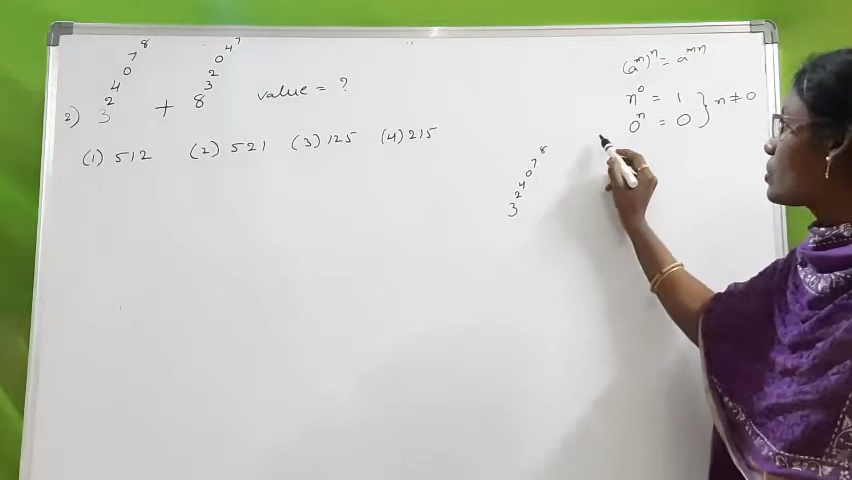 2) 3^2^4^0^7^8 + 8^3^2^0^4^7 value = ?
(1) 512 (2) 521 (3) 125 (4) 215
(a^m)^n = a^mn
n^0 = 1
0^n = 0 } n ≠ 0
3^2^4^0^7^8